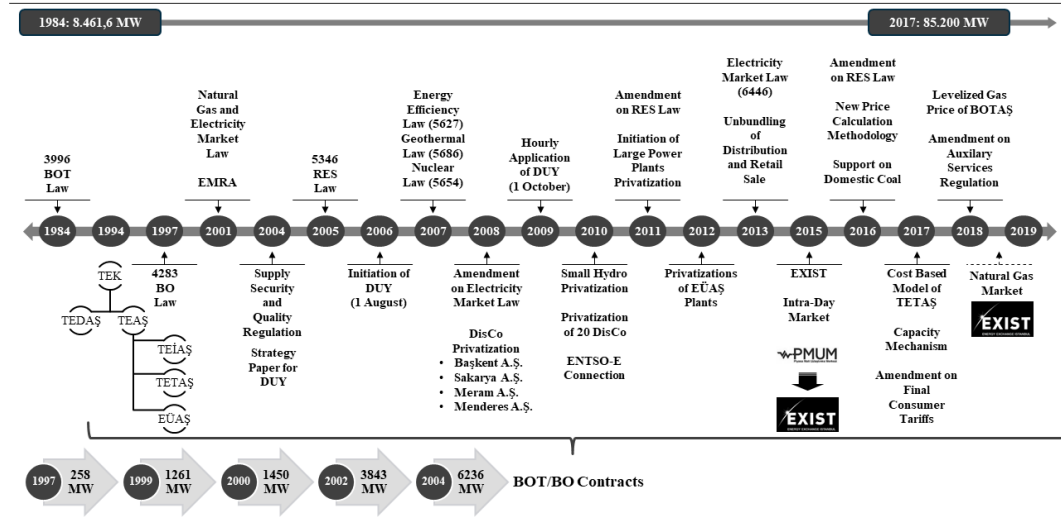 1984: 8.461,6 MW
2017: 85.200 MW
3996
BOT
Law
Natural
Gas and
Electricity
Market
Law
EMRA
5346
RES
Law
Energy
Efficiency
Law (5627)
Geothermal
Law (5686)
Nuclear
Law (5654)
Hourly
Application
of DUY
(1 October)
Amendment
on RES Law
Initiation of
Large Power
Plants
Privatization
Electricity
Market Law
(6446)
Unbundling
of
Distribution
and Retail
Sale
Amendment
on RES Law
New Price
Calculation
Methodology
Support on
Domestic Coal
Levelized Gas
Price of BOTAŞ
Amendment on
Auxilary
Services
Regulation
1984
1994
1997
2001
2004
2005
2006
2007
2008
2009
2010
2011
2012
2013
2015
2016
2017
2018
2019
TEK
TEDAŞ
TEAŞ
TEİAŞ
TETAŞ
EÜAŞ
4283
BO
Law
Supply
Security
and
Quality
Regulation
Strategy
Paper for
DUY
Initiation of
DUY
(1 August)
Amendment
on Electricity
Market Law
DisCo
Privatization
• Başkent A.Ş.
• Sakarya A.Ş.
• Meram A.Ş.
• Menderes A.Ş.
Small Hydro
Privatization
Privatization
of 20 DisCo
ENTSO-E
Connection
Privatizations
of EÜAŞ
Plants
EXIST
Intra-Day
Market
PMUM
EXIST
ENERGY EXCHANGE ISTANBUL
Cost Based
Model of
TETAŞ
Capacity
Mechanism
Amendment on
Final
Consumer
Tariffs
Natural Gas
Market
EXIST
ENERGY EXCHANGE ISTANBUL
1997
258
MW
1999
1261
MW
2000
1450
MW
2002
3843
MW
2004
6236
MW
BOT/BO Contracts